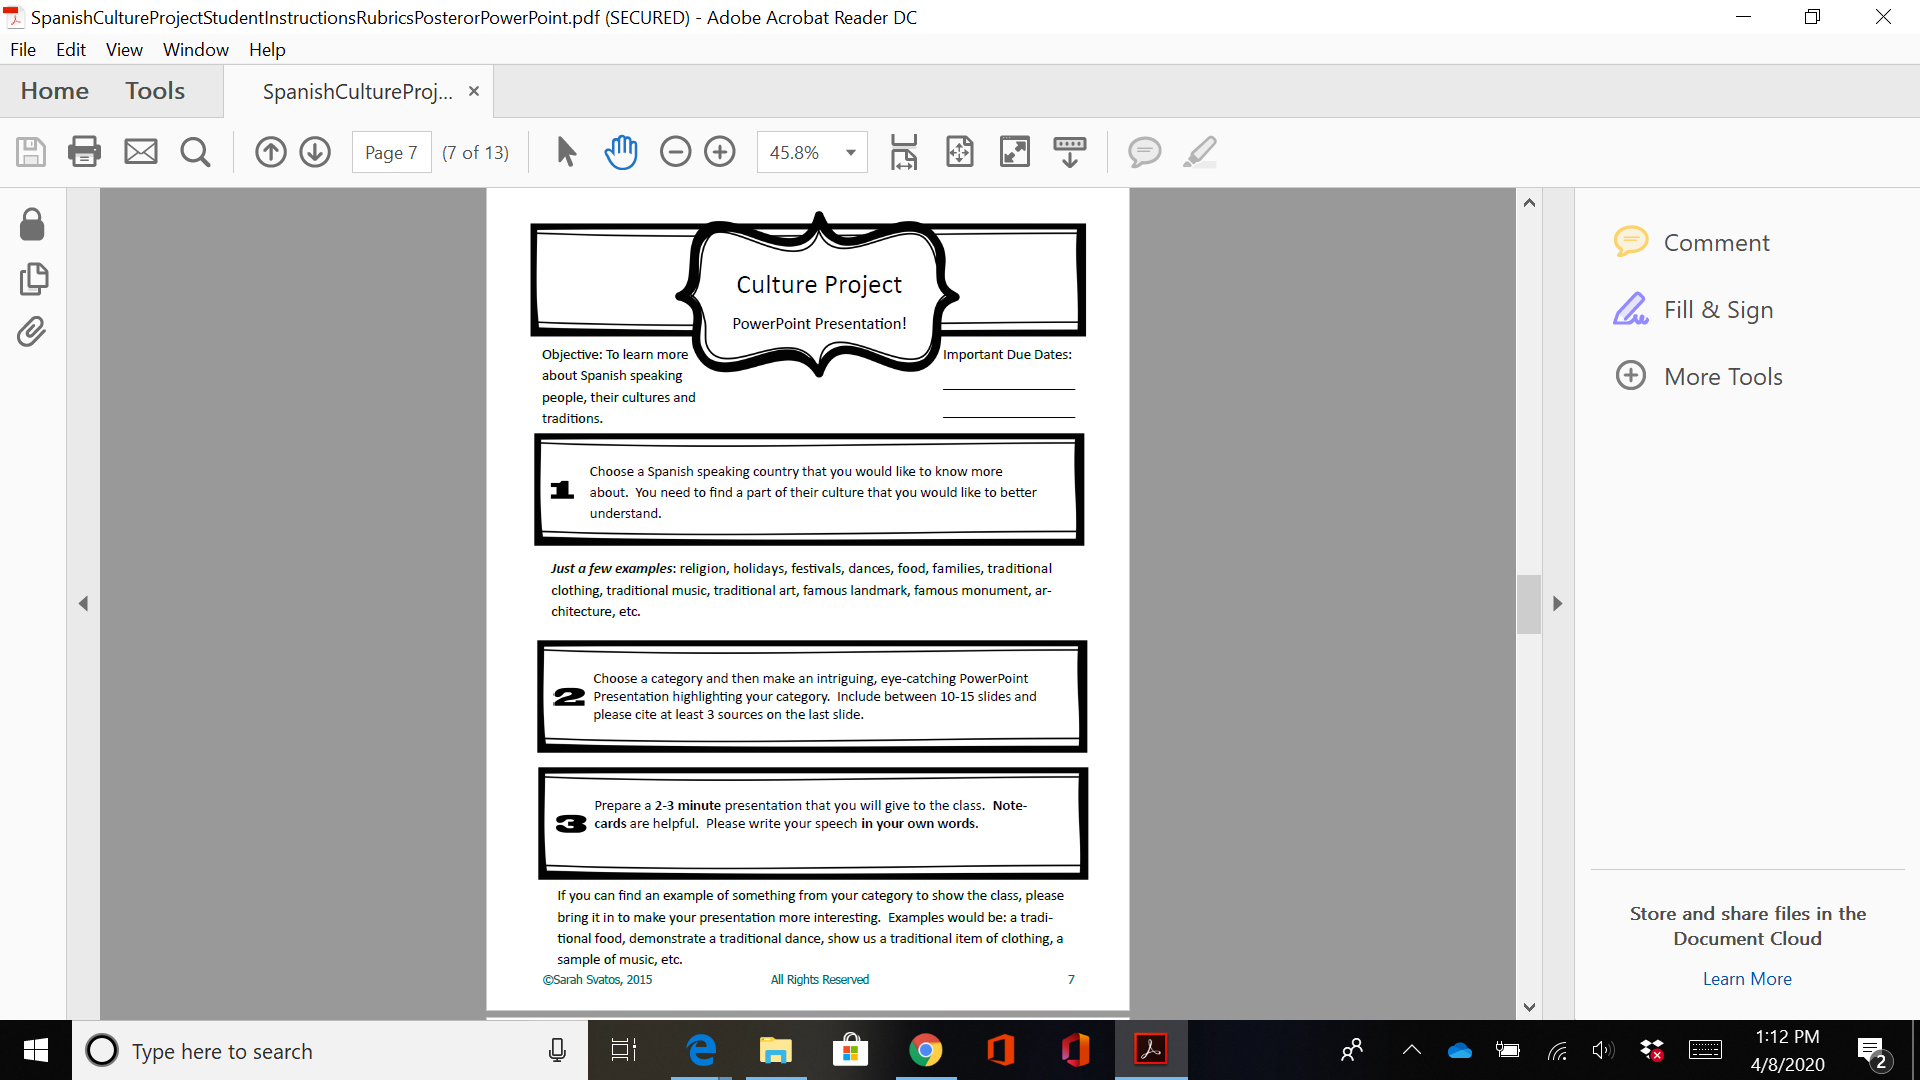 SpanishCultureProjectStudentInstructionsRubricsPosterorPowerPoint.pdf (SECURED) - Adobe Acrobat Reader DC
File Edit View Window Help
Home Tools SpanishCultureProj... ×
Page 7 (7 of 13) 45.8%
Culture Project
PowerPoint Presentation!
Objective: To learn more
about Spanish speaking
people, their cultures and
traditions.
Important Due Dates:
1
Choose a Spanish speaking country that you would like to know more
about. You need to find a part of their culture that you would like to better
understand.
Just a few examples: religion, holidays, festivals, dances, food, families, traditional
clothing, traditional music, traditional art, famous landmark, famous monument, ar-
chitecture, etc.
2
Choose a category and then make an intriguing, eye-catching PowerPoint
Presentation highlighting your category. Include between 10-15 slides and
please cite at least 3 sources on the last slide.
3
Prepare a 2-3 minute presentation that you will give to the class. Note-
cards are helpful. Please write your speech in your own words.
If you can find an example of something from your category to show the class, please
bring it in to make your presentation more interesting. Examples would be: a tradi-
tional food, demonstrate a traditional dance, show us a traditional item of clothing, a
sample of music, etc.
©Sarah Svatos, 2015 All Rights Reserved 7
Comment
Fill & Sign
More Tools
Store and share files in the
Document Cloud
Learn More
Type here to search
1:12 PM
4/8/2020
2